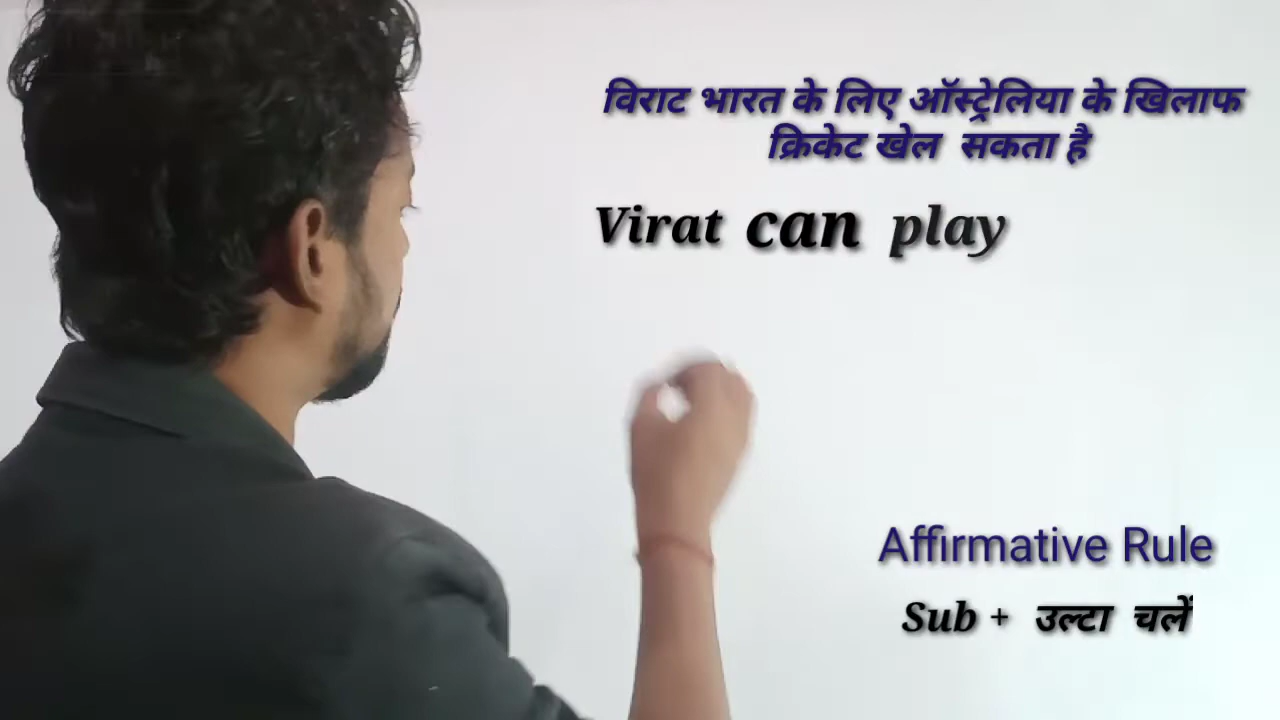 विराट भारत के लिए ऑस्ट्रेलिया के खिलाफ
क्रिकेट खेल सकता है
Virat can play
Affirmative Rule
Sub + उल्टा चलें